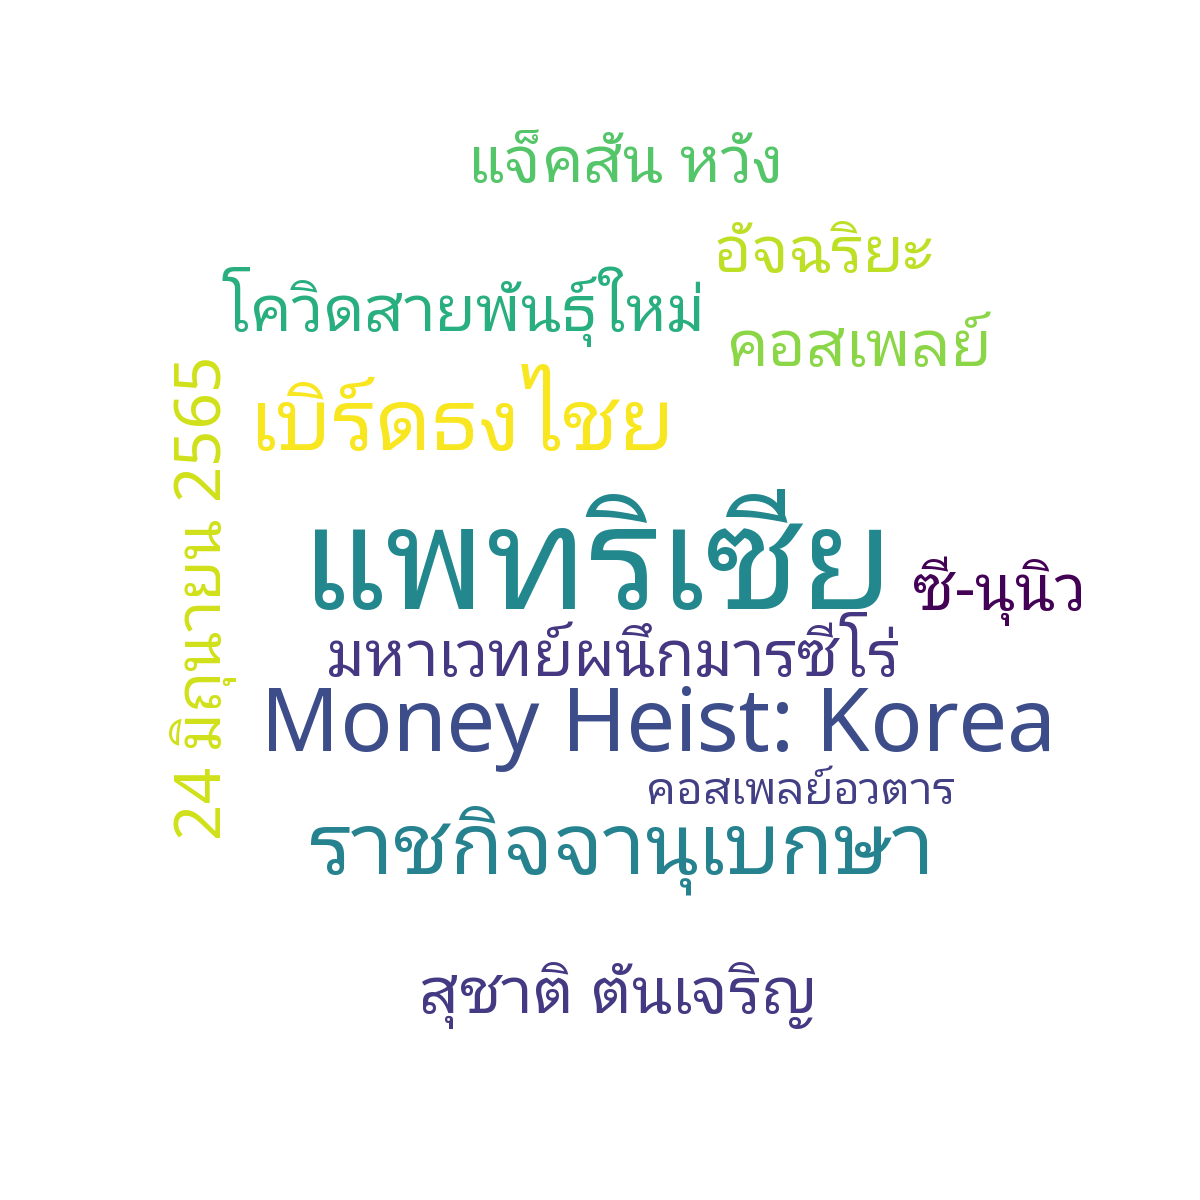 แจ็คสัน หวัง
อัจฉริยะ
โควิดสายพันธุ์ใหม่
คอสเพลย์
24 มิถุนายน 2565
เบิร์ดธงไชย
แพทริเซีย
ซี-นุนิว
มหาเวทย์ผนึกมารซีโร่
Money Heist: Korea
คอสเพลย์อวตาร
ราชกิจจานุเบกษา
สุชาติ ตันเจริญ